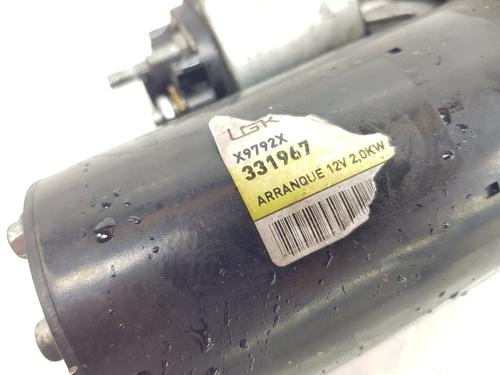 LGK
X9792X
331967
ARRANQUE 12V 2,0KW